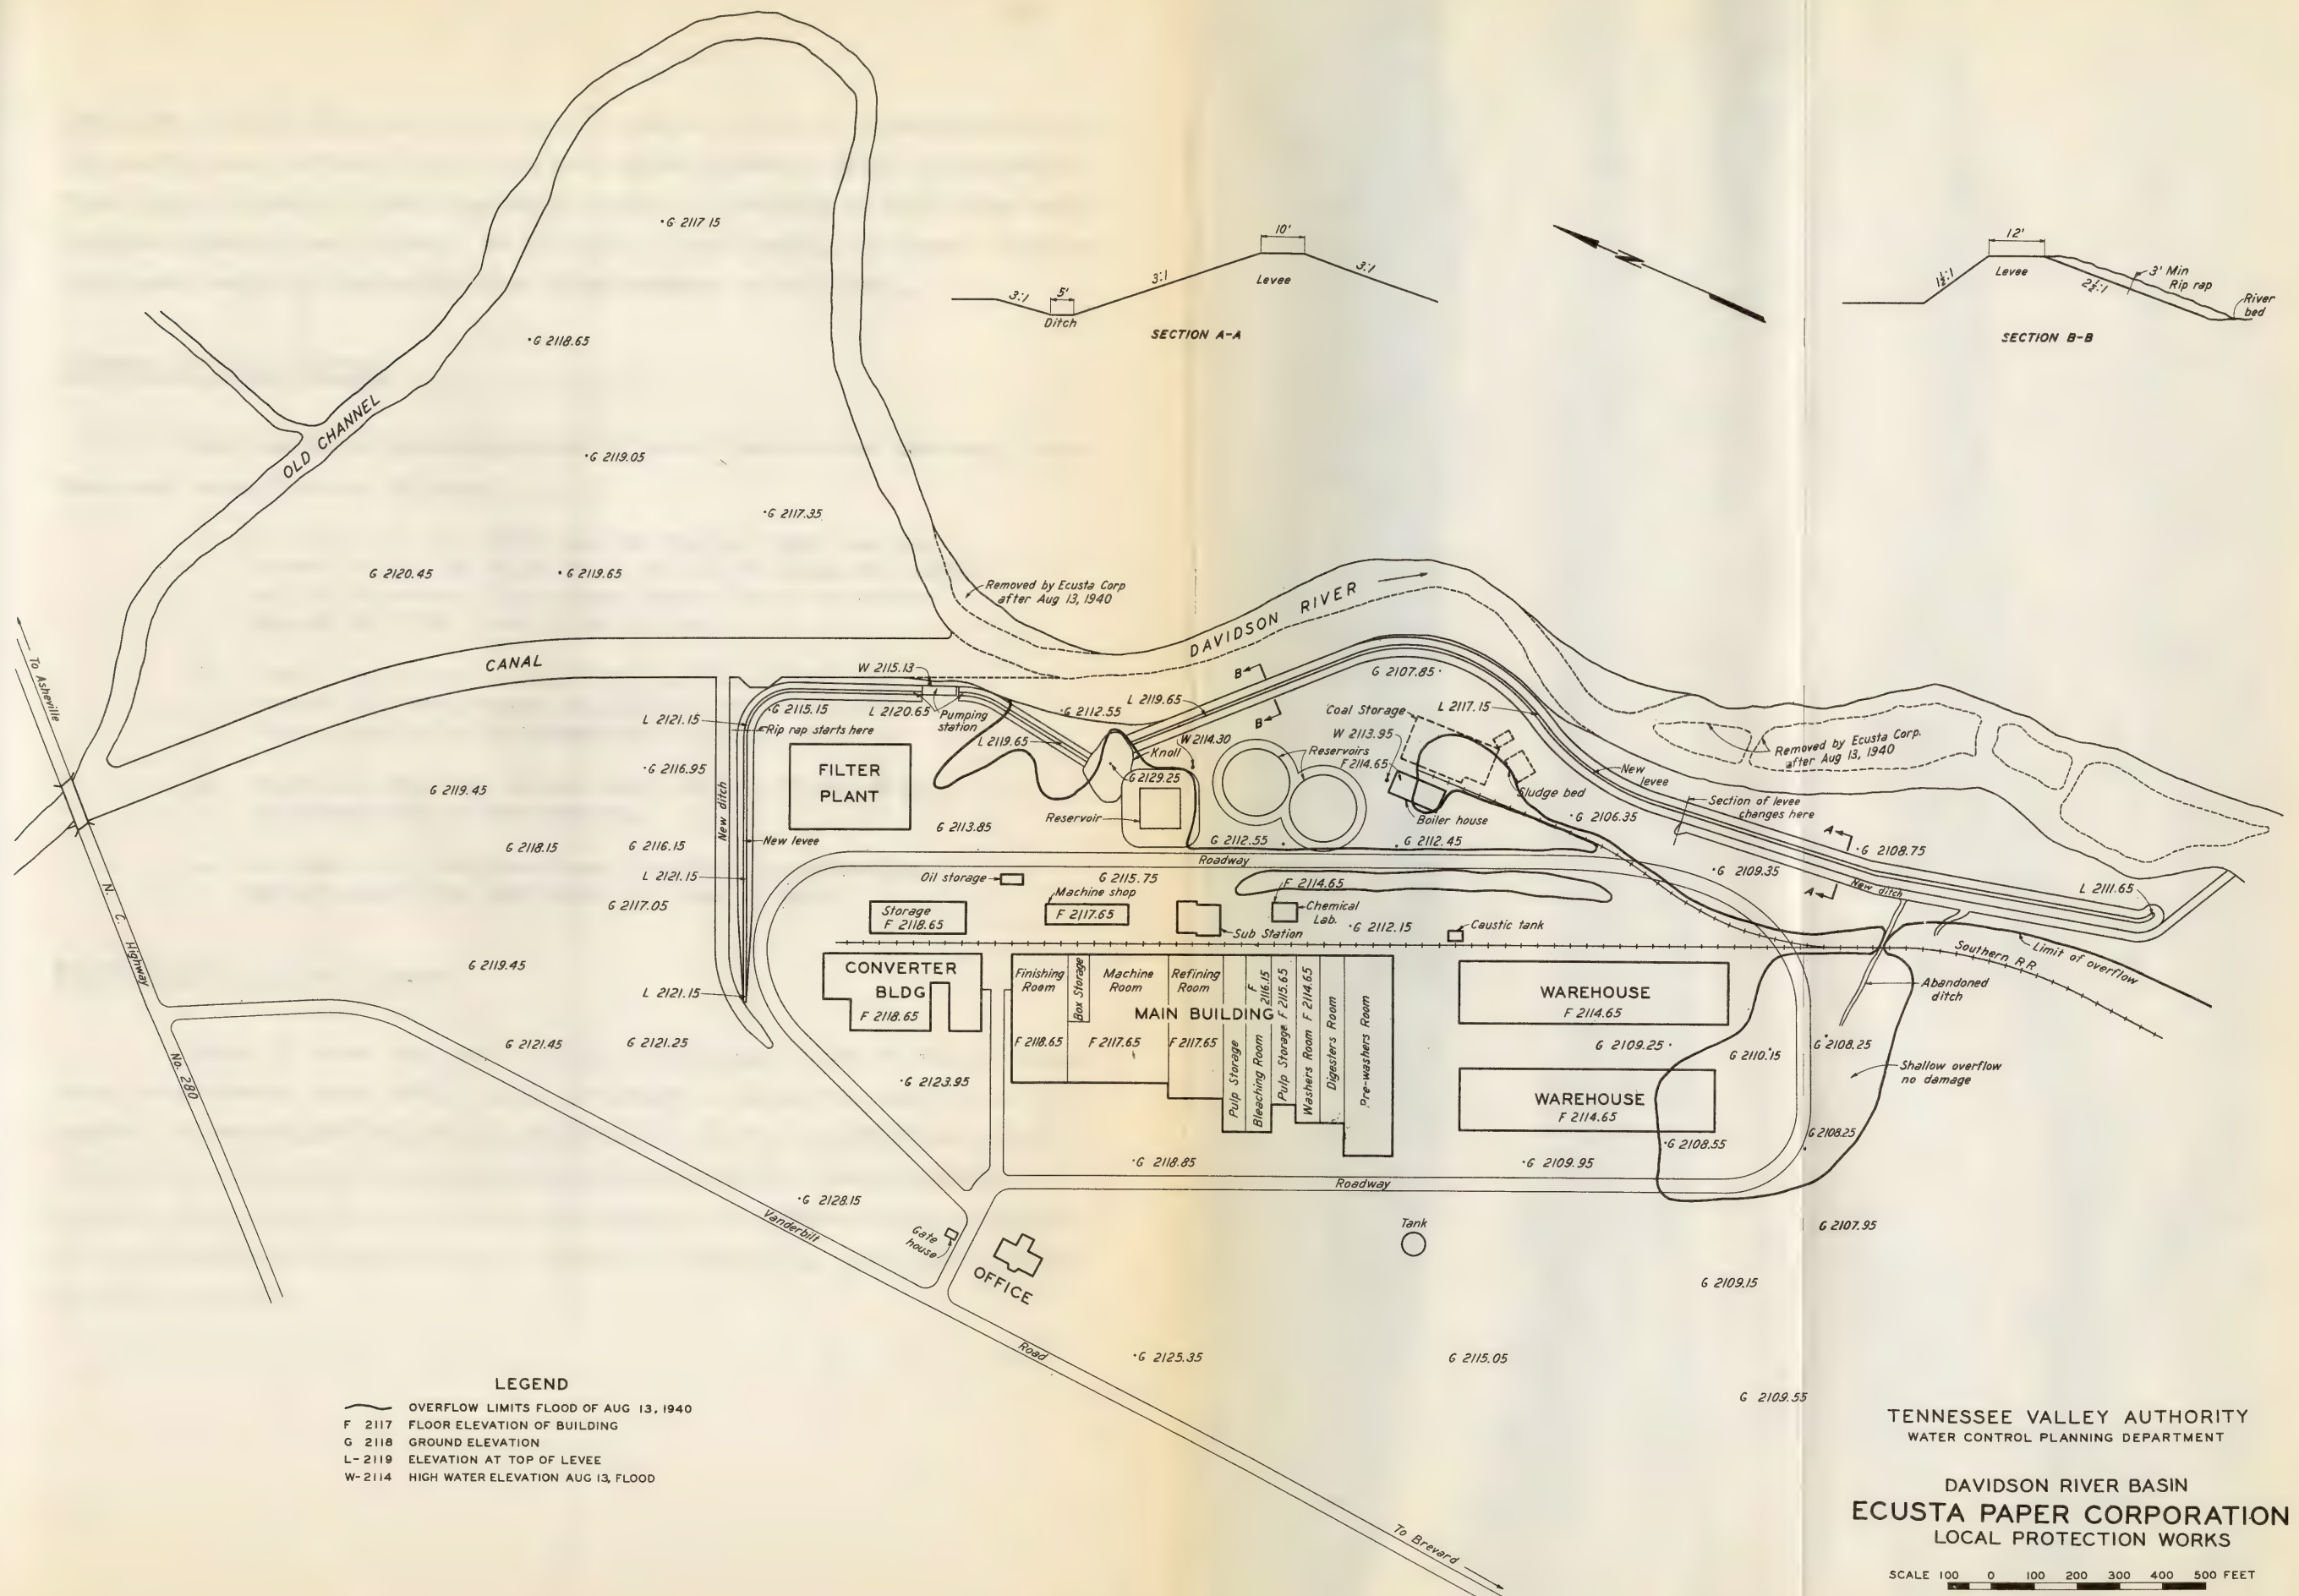 G 2117.15
10'
3:1
Levee
3:1
3:1
5'
Ditch
SECTION A-A
N
12'
1½:1
Levee
3' Min
Rip rap
2½:1
River
bed
SECTION B-B
G 2118.65
OLD CHANNEL
G 2119.05
G 2117.35
G 2120.45
G 2119.65
Removed by Ecusta Corp
after Aug 13, 1940
DAVIDSON RIVER
To Asheville
CANAL
W 2115.13
B
G 2107.85
L 2121.15
G 2115.15
L 2120.65
Pumping
station
G 2112.55
L 2119.65
B
Coal Storage
L 2117.15
Rip rap starts here
L 2119.65
Knoll
W 2114.30
W 2113.95
Reservoirs
F 2114.65
Removed by Ecusta Corp.
after Aug 13, 1940
G 2116.95
FILTER
PLANT
G 2129.25
New
levee
G 2119.45
New ditch
Reservoir
Sludge bed
Section of levee
changes here
Boiler house
G 2106.35
G 2113.85
A
G 2118.15
G 2116.15
New levee
G 2112.55
G 2112.45
G 2108.75
Roadway
L 2121.15
Oil storage
G 2115.75
F 2114.65
G 2109.35
New ditch
A
L 2111.65
N. C. Highway No. 280
G 2117.05
Storage
F 2118.65
Machine shop
F 2117.65
Sub Station
Chemical
Lab.
G 2112.15
Caustic tank
Southern R.R.
Limit of overflow
G 2119.45
CONVERTER
BLDG
F 2118.65
Finishing
Room
Box Storage
Machine
Room
Refining
Room
MAIN BUILDING
F 2118.65
F 2117.65
F 2117.65
Pulp Storage
Bleaching Room F 2116.15
Pulp Storage F 2115.65
Washers Room F 2114.65
Digesters Room
Pre-washers Room
WAREHOUSE
F 2114.65
Abandoned
ditch
L 2121.15
G 2121.45
G 2121.25
G 2109.25
G 2110.15
G 2108.25
Shallow overflow
no damage
G 2123.95
WAREHOUSE
F 2114.65
G 2108.55
G 2108.25
G 2118.85
G 2109.95
Roadway
G 2128.15
Vanderbilt
Gate
house
OFFICE
Tank
G 2107.95
G 2109.15
Road
G 2125.35
G 2115.05
G 2109.55
To Brevard
LEGEND
OVERFLOW LIMITS FLOOD OF AUG 13, 1940
F 2117 FLOOR ELEVATION OF BUILDING
G 2118 GROUND ELEVATION
L-2119 ELEVATION AT TOP OF LEVEE
W-2114 HIGH WATER ELEVATION AUG 13, FLOOD
TENNESSEE VALLEY AUTHORITY
WATER CONTROL PLANNING DEPARTMENT
DAVIDSON RIVER BASIN
ECUSTA PAPER CORPORATION
LOCAL PROTECTION WORKS
SCALE 100 0 100 200 300 400 500 FEET